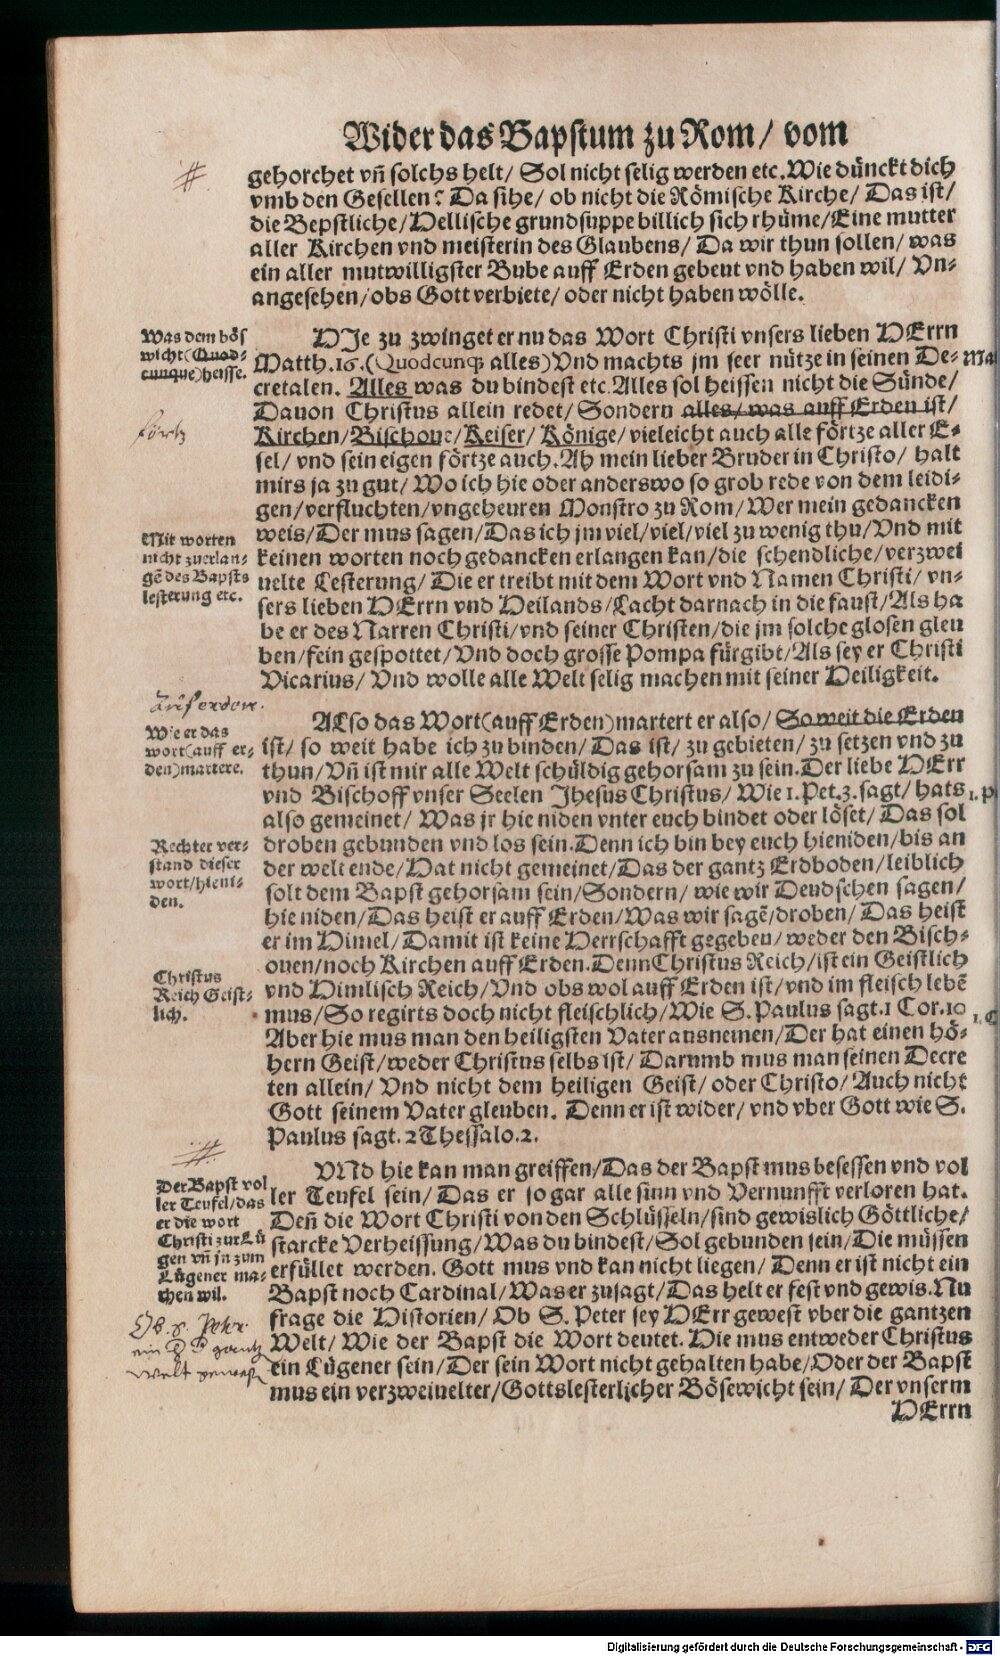 Wider das Bapstum zu Rom/ vom
gehorchet vñ solchs helt/ Sol nicht selig werden etc. Wie dünckt dich
vmb den Gesellen? Da sihe/ ob nicht die Römische Kirche/ Das ist/
die Bepstliche/ Hellische grundsuppe billich sich rhüme/ Eine mutter
aller Kirchen vnd meisterin des Glaubens/ Da wir thun sollen/ was
ein aller mutwilligster Bube auff Erden gebeut vnd haben wil/ Vn-
angesehen/ obs Gott verbiete/ oder nicht haben wölle.
Was dem bös
wicht (Quod-
cunque) heisse.
HIe zu zwinget er nu das Wort Christi vnsers lieben HErrn
Matth. 16. (Quodcunq; alles) Vnd machts jm seer nütze in seinen De-
cretalen. Alles was du bindest etc. Alles sol heissen nicht die Sünde/
Dauon Christus allein redet/ Sondern alles/ was auff Erden ist/
förtz
Kirchen/ Bischoue/ Keiser/ Könige/ vieleicht auch alle förtze aller E-
sel/ vnd sein eigen förtze auch. Ah mein lieber Bruder in Christo/ halt
mirs ja zu gut/ Wo ich hie oder anderswo so grob rede von dem leidi-
gen/ verfluchten/ vngeheuren Monstro zu Rom/ Wer mein gedancken
weis/ Der mus sagen/ Das ich jm viel/ viel/ viel zu wenig thu/ Vnd mit
Mit worten
nicht zuerlan-
gē des Bapsts
lesterung etc.
keinen worten noch gedancken erlangen kan/ die schendliche/ verzwei
uelte Lesterung/ Die er treibt mit dem Wort vnd Namen Christi/ vn-
sers lieben HErrn vnd Heilands/ Lacht darnach in die faust/ Als ha
be er des Narren Christi/ vnd seiner Christen/ die jm solche glosen gleu
ben/ fein gespottet/ Vnd doch grosse Pompa fürgibt/ Als sey er Christi
Vicarius/ Vnd wolle alle Welt selig machen mit seiner Heiligkeit.
Auf erden.
Wie er das
wort (auff er-
den) martere.
ALso das Wort (auff Erden) martert er also/ So weit die Erden
ist/ so weit habe ich zu binden/ Das ist/ zu gebieten/ zu setzen vnd zu
thun/ Vñ ist mir alle Welt schüldig gehorsam zu sein. Der liebe HErr
vnd Bischoff vnser Seelen Jhesus Christus/ Wie 1. Pet. 3. sagt/ hats
also gemeinet/ Was jr hie niden vnter euch bindet oder löset/ Das sol
Rechter ver-
stand dieser
wort/ hieni-
den.
droben gebunden vnd los sein. Denn ich bin bey euch hieniden/ bis an
der welt ende/ Hat nicht gemeinet/ Das der gantz Erdboden/ leiblich
solt dem Bapst gehorsam sein/ Sondern/ wie wir Deudschen sagen/
hie niden/ Das heist er auff Erden/ Was wir sagē/ droben/ Das heist
er im Himel/ Damit ist keine Herrschafft gegeben/ weder den Bisch-
ouen/ noch Kirchen auff Erden. Denn Christus Reich/ ist ein Geistlich
Christus
Reich Geist-
lich.
vnd Himlisch Reich/ Vnd obs wol auff Erden ist/ vnd im fleisch lebē
mus/ So regirts doch nicht fleischlich/ Wie S. Paulus sagt. 1 Cor. 10
Aber hie mus man den heiligsten Vater ausnemen/ Der hat einen hö-
hern Geist/ weder Christus selbs ist/ Darumb mus man seinen Decre
ten allein/ Vnd nicht dem heiligen Geist/ oder Christo/ Auch nicht
Gott seinem Vater gleuben. Denn er ist wider/ vnd vber Gott wie S.
Paulus sagt. 2 Thessalo. 2.
Der Bapst vol
ler Teufel/ das
er die wort
Christi zur Lü
gen vñ jn zum
Lügener ma-
chen wil.
VNd hie kan man greiffen/ Das der Bapst mus besessen vnd vol
ler Teufel sein/ Das er so gar alle sinn vnd Vernunfft verloren hat.
Deñ die Wort Christi von den Schlüsseln/ sind gewislich Göttliche/
starcke Verheissung/ Was du bindest/ Sol gebunden sein/ Die müssen
erfüllet werden. Gott mus vnd kan nicht liegen/ Denn er ist nicht ein
Bapst noch Cardinal/ Was er zusagt/ Das helt er fest vnd gewis. Nu
Ob. s. Petr.
ein gantz
welt gewest
frage die Historien/ Ob S. Peter sey HErr gewest vber die gantzen
Welt/ Wie der Bapst die Wort deutet. Hie mus entweder Christus
ein Lügener sein/ Der sein Wort nicht gehalten habe/ Oder der Bapst
mus ein verzweiuelter/ Gottslesterlicher Bösewicht sein/ Der vnserm
HErrn
Digitalisierung gefördert durch die Deutsche Forschungsgemeinschaft - DFG